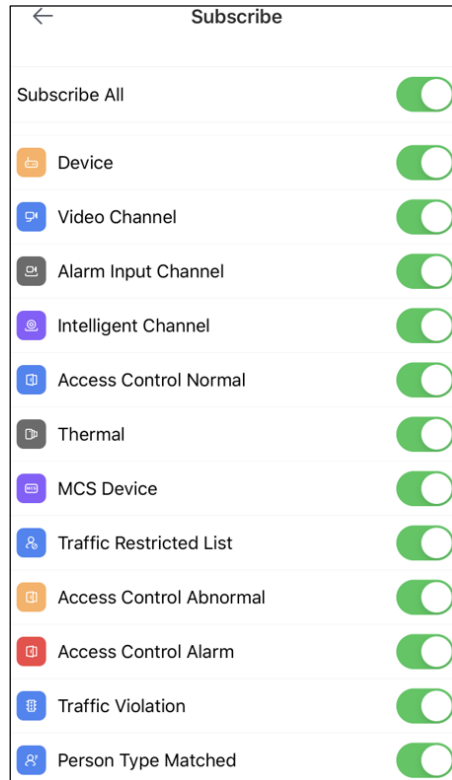 Subscribe
Subscribe All
Device
Video Channel
Alarm Input Channel
Intelligent Channel
Access Control Normal
Thermal
MCS Device
Traffic Restricted List
Access Control Abnormal
Access Control Alarm
Traffic Violation
Person Type Matched